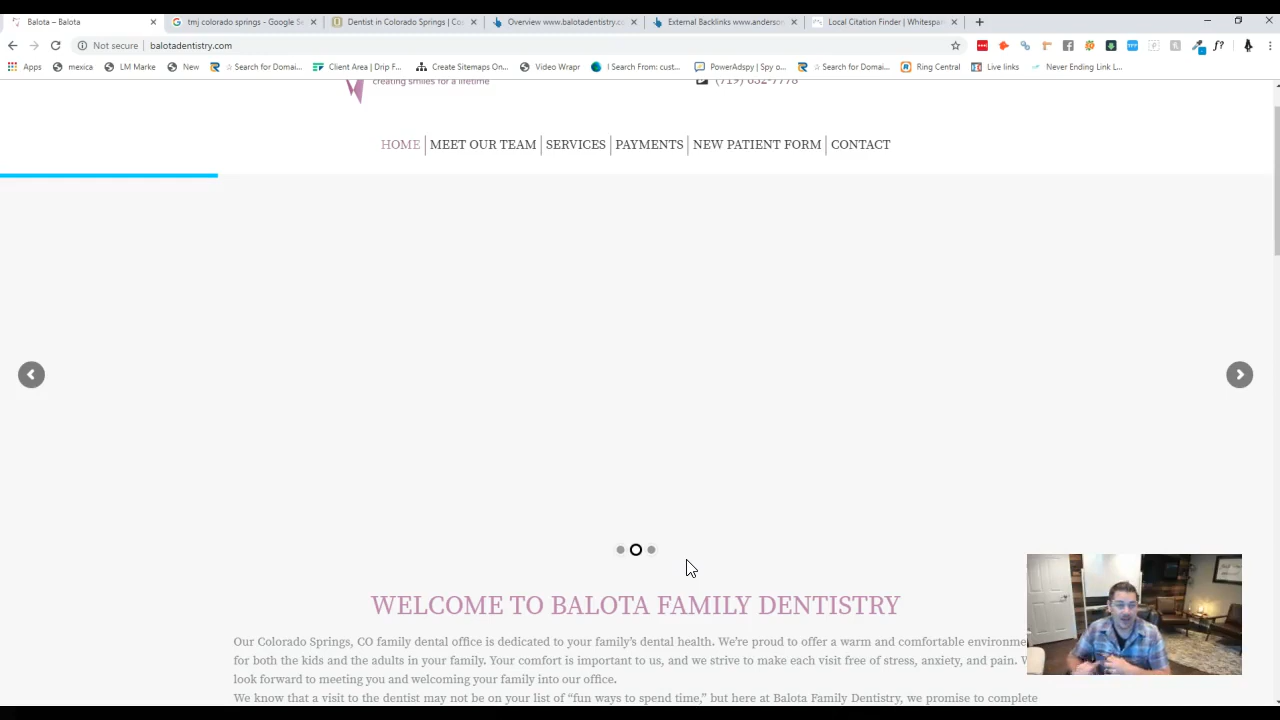 Balota – Balota
tmj colorado springs - Google Se
Dentist in Colorado Springs | Cos
Overview www.balotadentistry.co
External Backlinks www.anderson
Local Citation Finder | Whitespar
Not secure | balotadentistry.com
Apps mexica LM Marke New Search for Domai... Client Area | Drip F... Create Sitemaps On... Video Wrapr I Search From: cust... PowerAdspy | Spy o... Search for Domai... Ring Central Live links Never Ending Link L...
creating smiles for a lifetime
(719) 632-7778
HOME MEET OUR TEAM SERVICES PAYMENTS NEW PATIENT FORM CONTACT
WELCOME TO BALOTA FAMILY DENTISTRY
Our Colorado Springs, CO family dental office is dedicated to your family's dental health. We're proud to offer a warm and comfortable environme
for both the kids and the adults in your family. Your comfort is important to us, and we strive to make each visit free of stress, anxiety, and pain. W
look forward to meeting you and welcoming your family into our office.
We know that a visit to the dentist may not be on your list of “fun ways to spend time,” but here at Balota Family Dentistry, we promise to complete